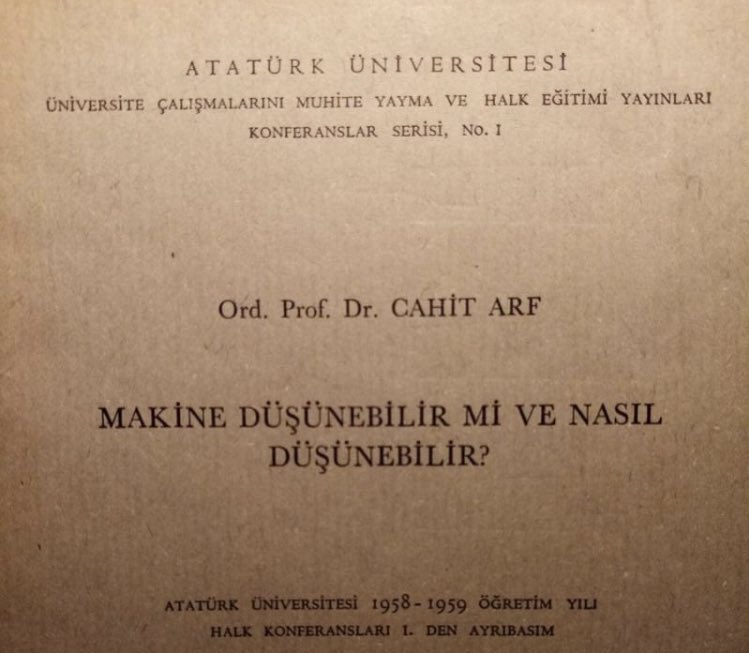 ATATÜRK ÜNİVERSİTESİ
ÜNİVERSİTE ÇALIŞMALARINI MUHİTE YAYMA VE HALK EĞİTİMİ YAYINLARI
KONFERANSLAR SERİSİ, No. I
Ord. Prof. Dr. CAHİT ARF
MAKİNE DÜŞÜNEBİLİR Mİ VE NASIL
DÜŞÜNEBİLİR?
ATATÜRK ÜNİVERSİTESİ 1958-1959 ÖĞRETİM YILI
HALK KONFERANSLARI I. DEN AYRIBASIM